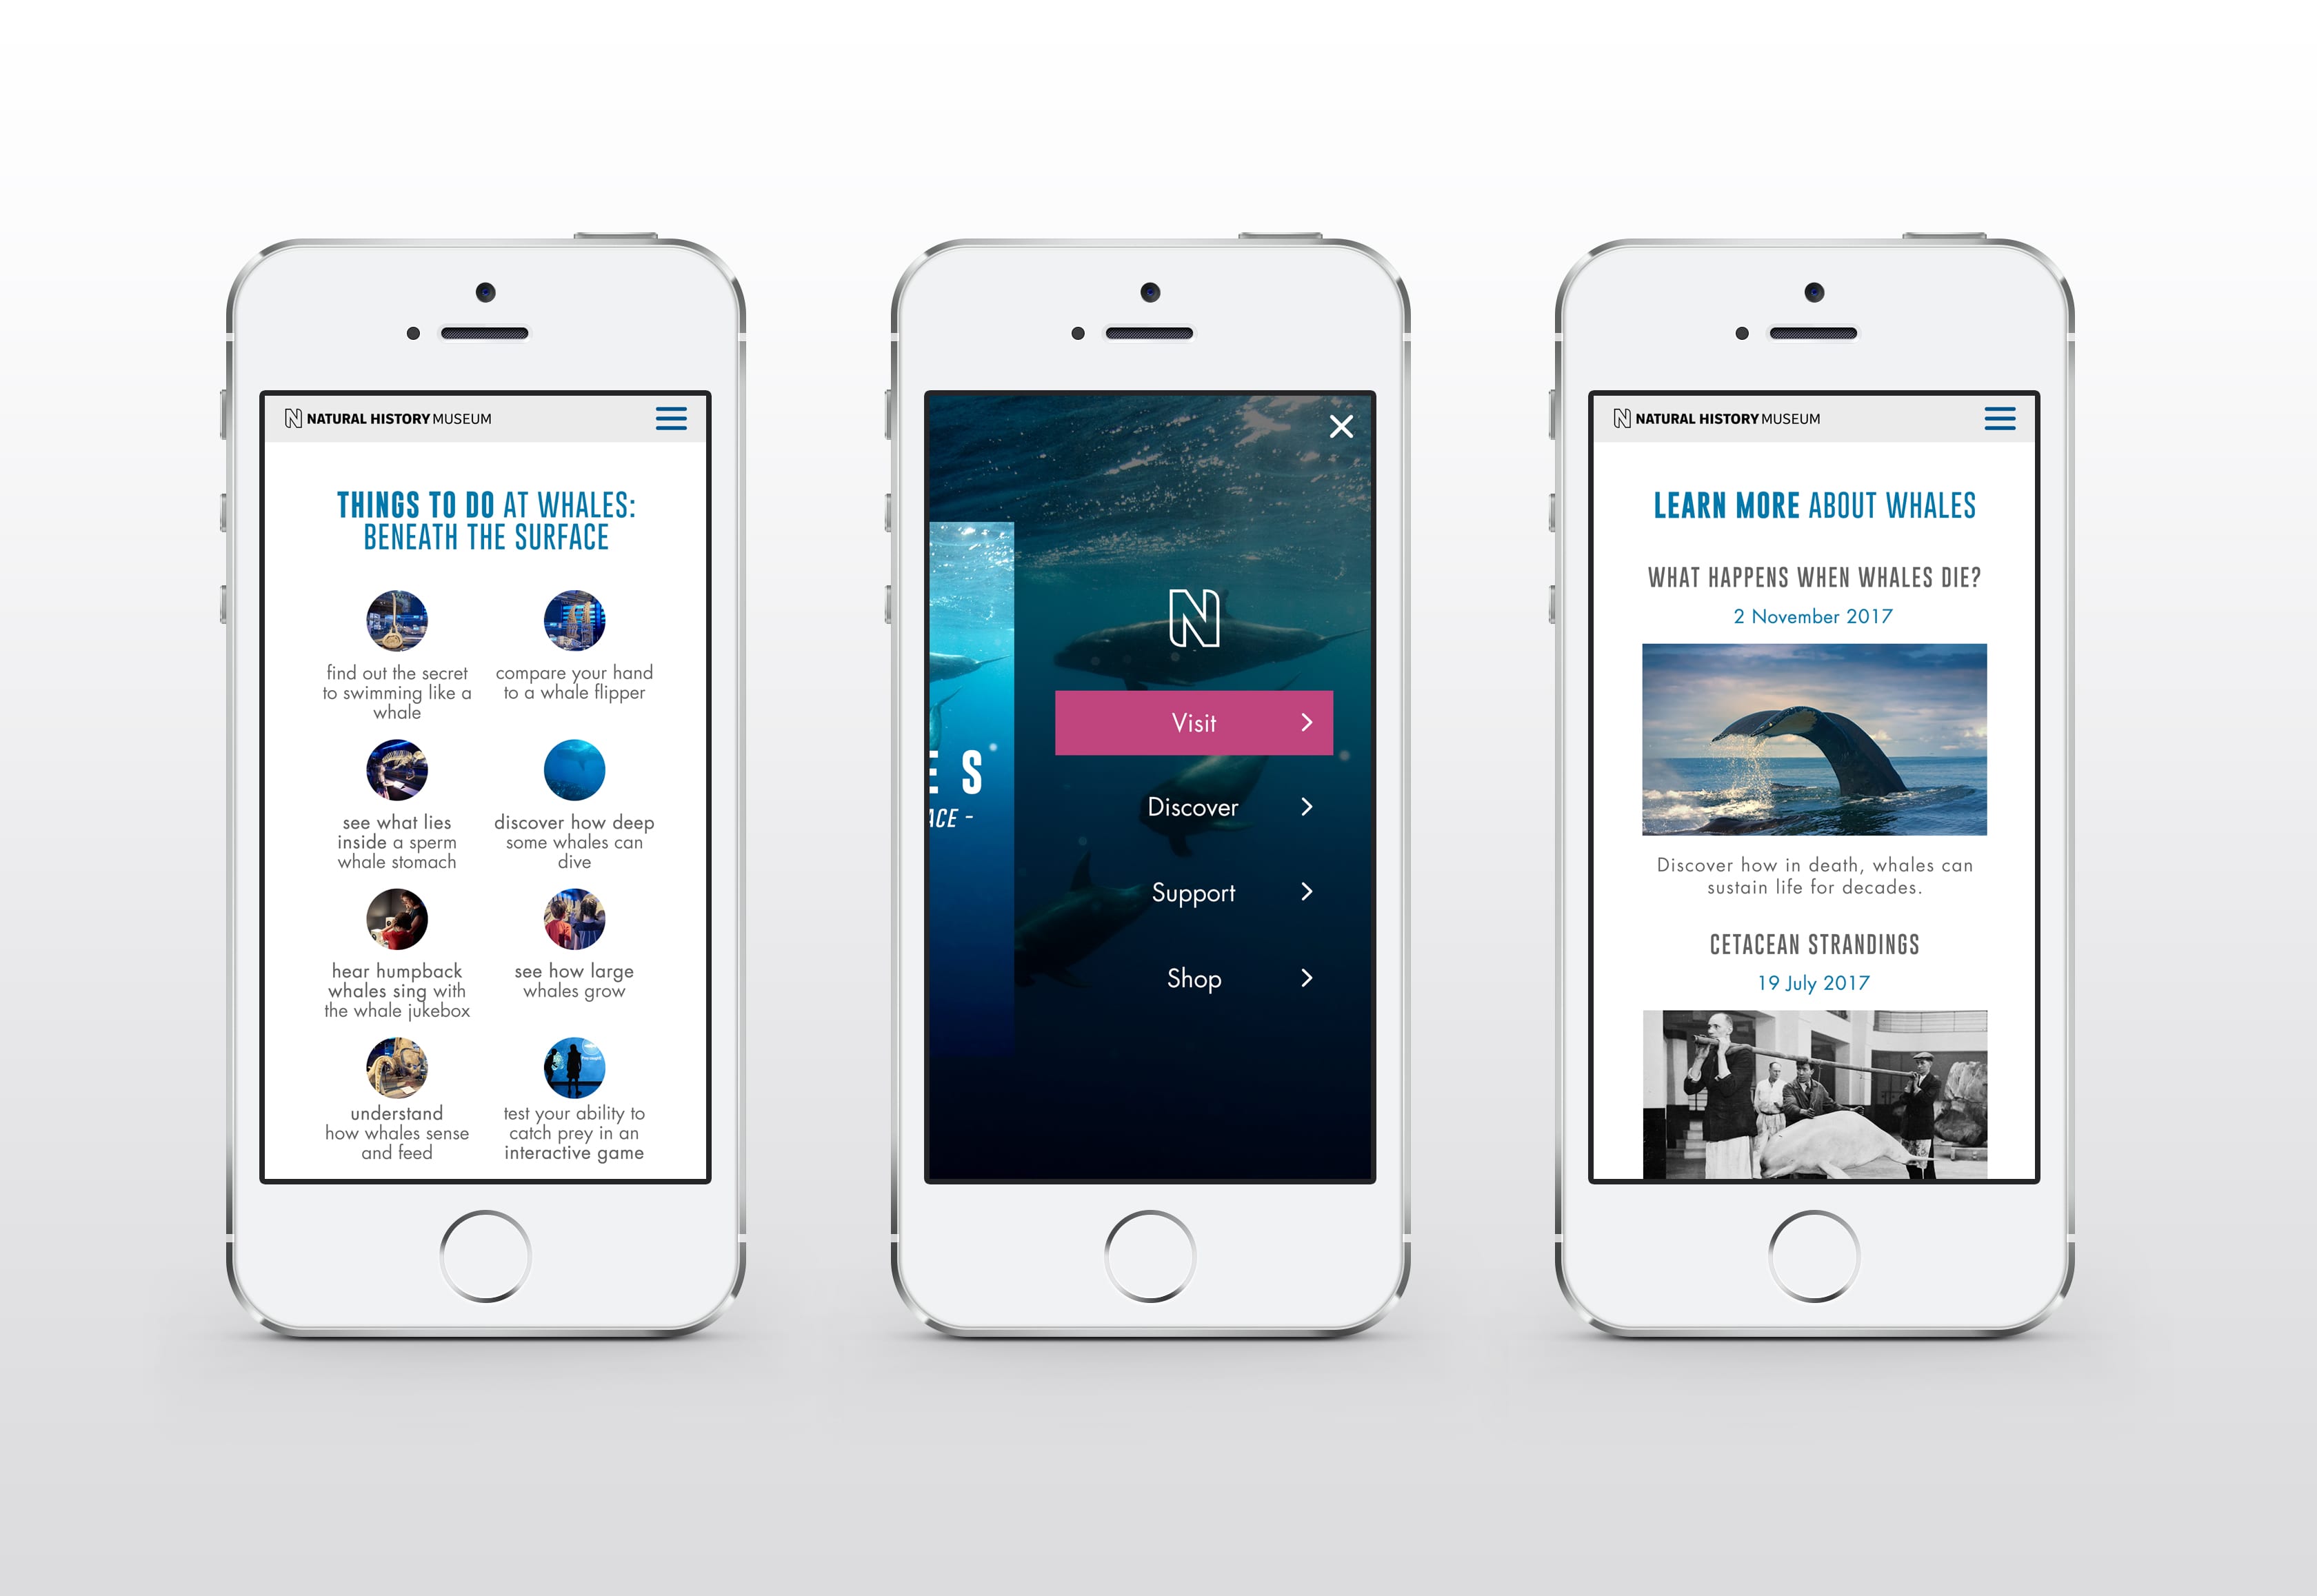 NATURAL HISTORY MUSEUM
THINGS TO DO AT WHALES:
BENEATH THE SURFACE
find out the secret
to swimming like a
whale
compare your hand
to a whale flipper
see what lies
inside a sperm
whale stomach
discover how deep
some whales can
dive
hear humpback
whales sing with
the whale jukebox
see how large
whales grow
understand
how whales sense
and feed
test your ability to
catch prey in an
interactive game
N
E S
ACE -
Visit
Discover
Support
Shop
NATURAL HISTORY MUSEUM
LEARN MORE ABOUT WHALES
WHAT HAPPENS WHEN WHALES DIE?
2 November 2017
Discover how in death, whales can
sustain life for decades.
CETACEAN STRANDINGS
19 July 2017